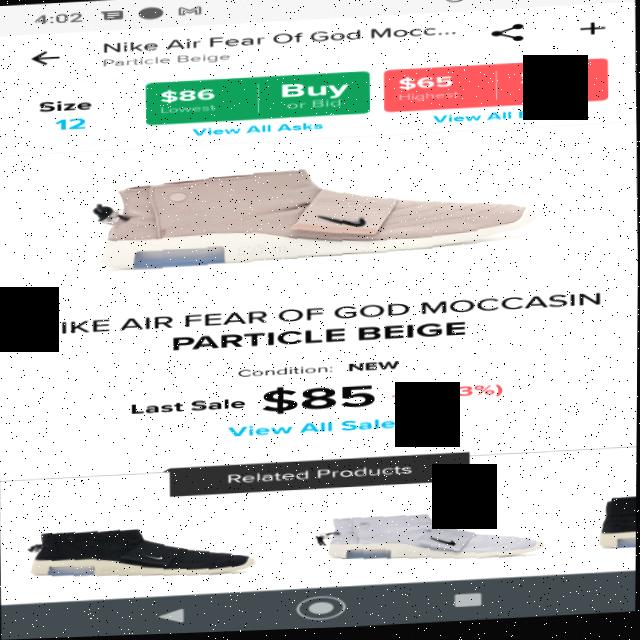 4:02
Nike Air Fear Of God Mocc...
Particle Beige
Size
12
$86
Lowest
Buy
or Bid
$65
Highest
View All Asks
View All
IKE AIR FEAR OF GOD MOCCASIN
PARTICLE BEIGE
Condition: NEW
Last Sale $85 3%)
View All Sale
Related Products